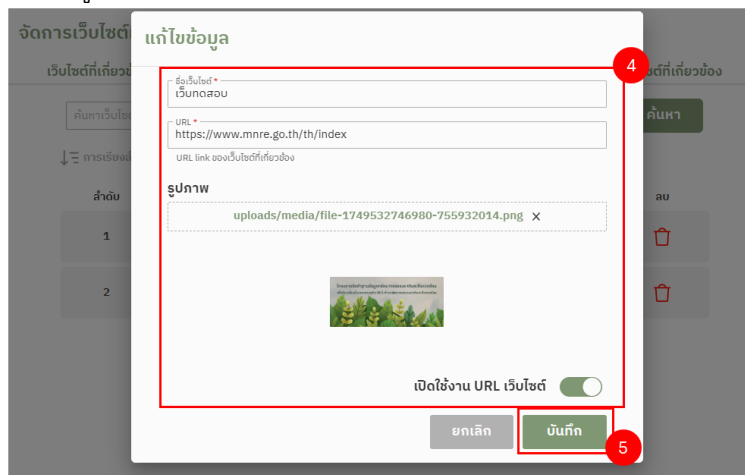 จัดการเว็บไซต์
แก้ไขข้อมูล
4
เว็บไซต์ที่เกี่ยวข้
ซต์ที่เกี่ยวข้อง
ชื่อเว็บไซต์ *
เว็บทดสอบ
ค้นหาเว็บไซ
ค้นหา
URL *
https://www.mnre.go.th/th/index
URL link ของเว็บไซต์ที่เกี่ยวข้อง
การเรียงลำ
รูปภาพ
ลำดับ
ลบ
uploads/media/file-1749532746980-755932014.png ×
1
2
เปิดใช้งาน URL เว็บไซต์
ยกเลิก
บันทึก
5